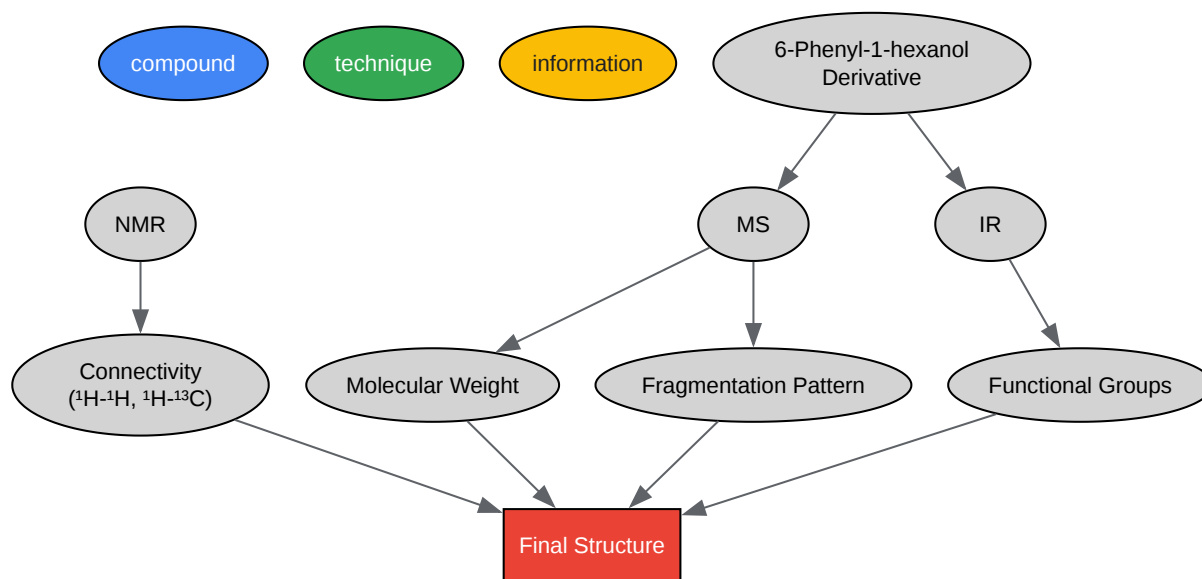 compound
technique
information
6-Phenyl-1-hexanol
Derivative
NMR
MS
IR
Connectivity
(¹H-¹H, ¹H-¹³C)
Molecular Weight
Fragmentation Pattern
Functional Groups
Final Structure